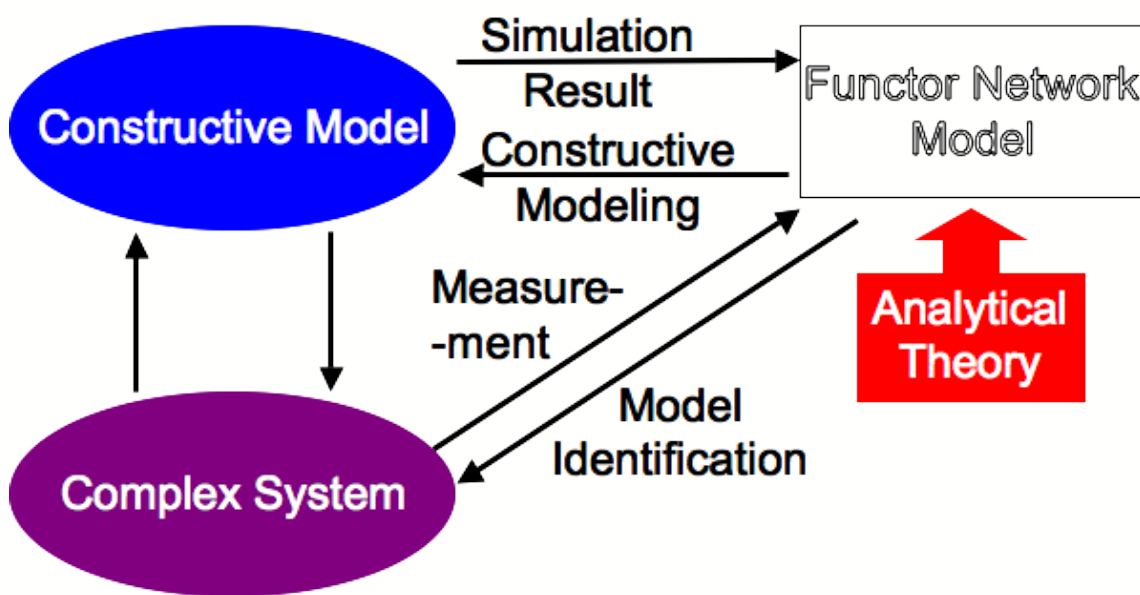 Simulation
Result
Constructive Model
Functor Network
Model
Constructive
Modeling
Measure-
-ment
Analytical
Theory
Model
Identification
Complex System